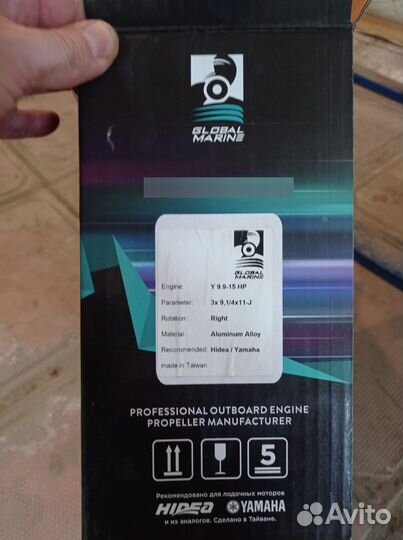 GLOBAL
MARINE
GLOBAL
MARINE
Engine: Y 9.9-15 HP
Parameter: 3x 9,1/4x11-J
Rotation: Right
Material: Aluminum Alloy
Recommended: Hidea / Yamaha
made in Taiwan
PROFESSIONAL OUTBOARD ENGINE
PROPELLER MANUFACTURER
5
Рекомендовано для лодочных моторов
HIDEA YAMAHA
и их аналогов. Сделано в Тайване.
Avito